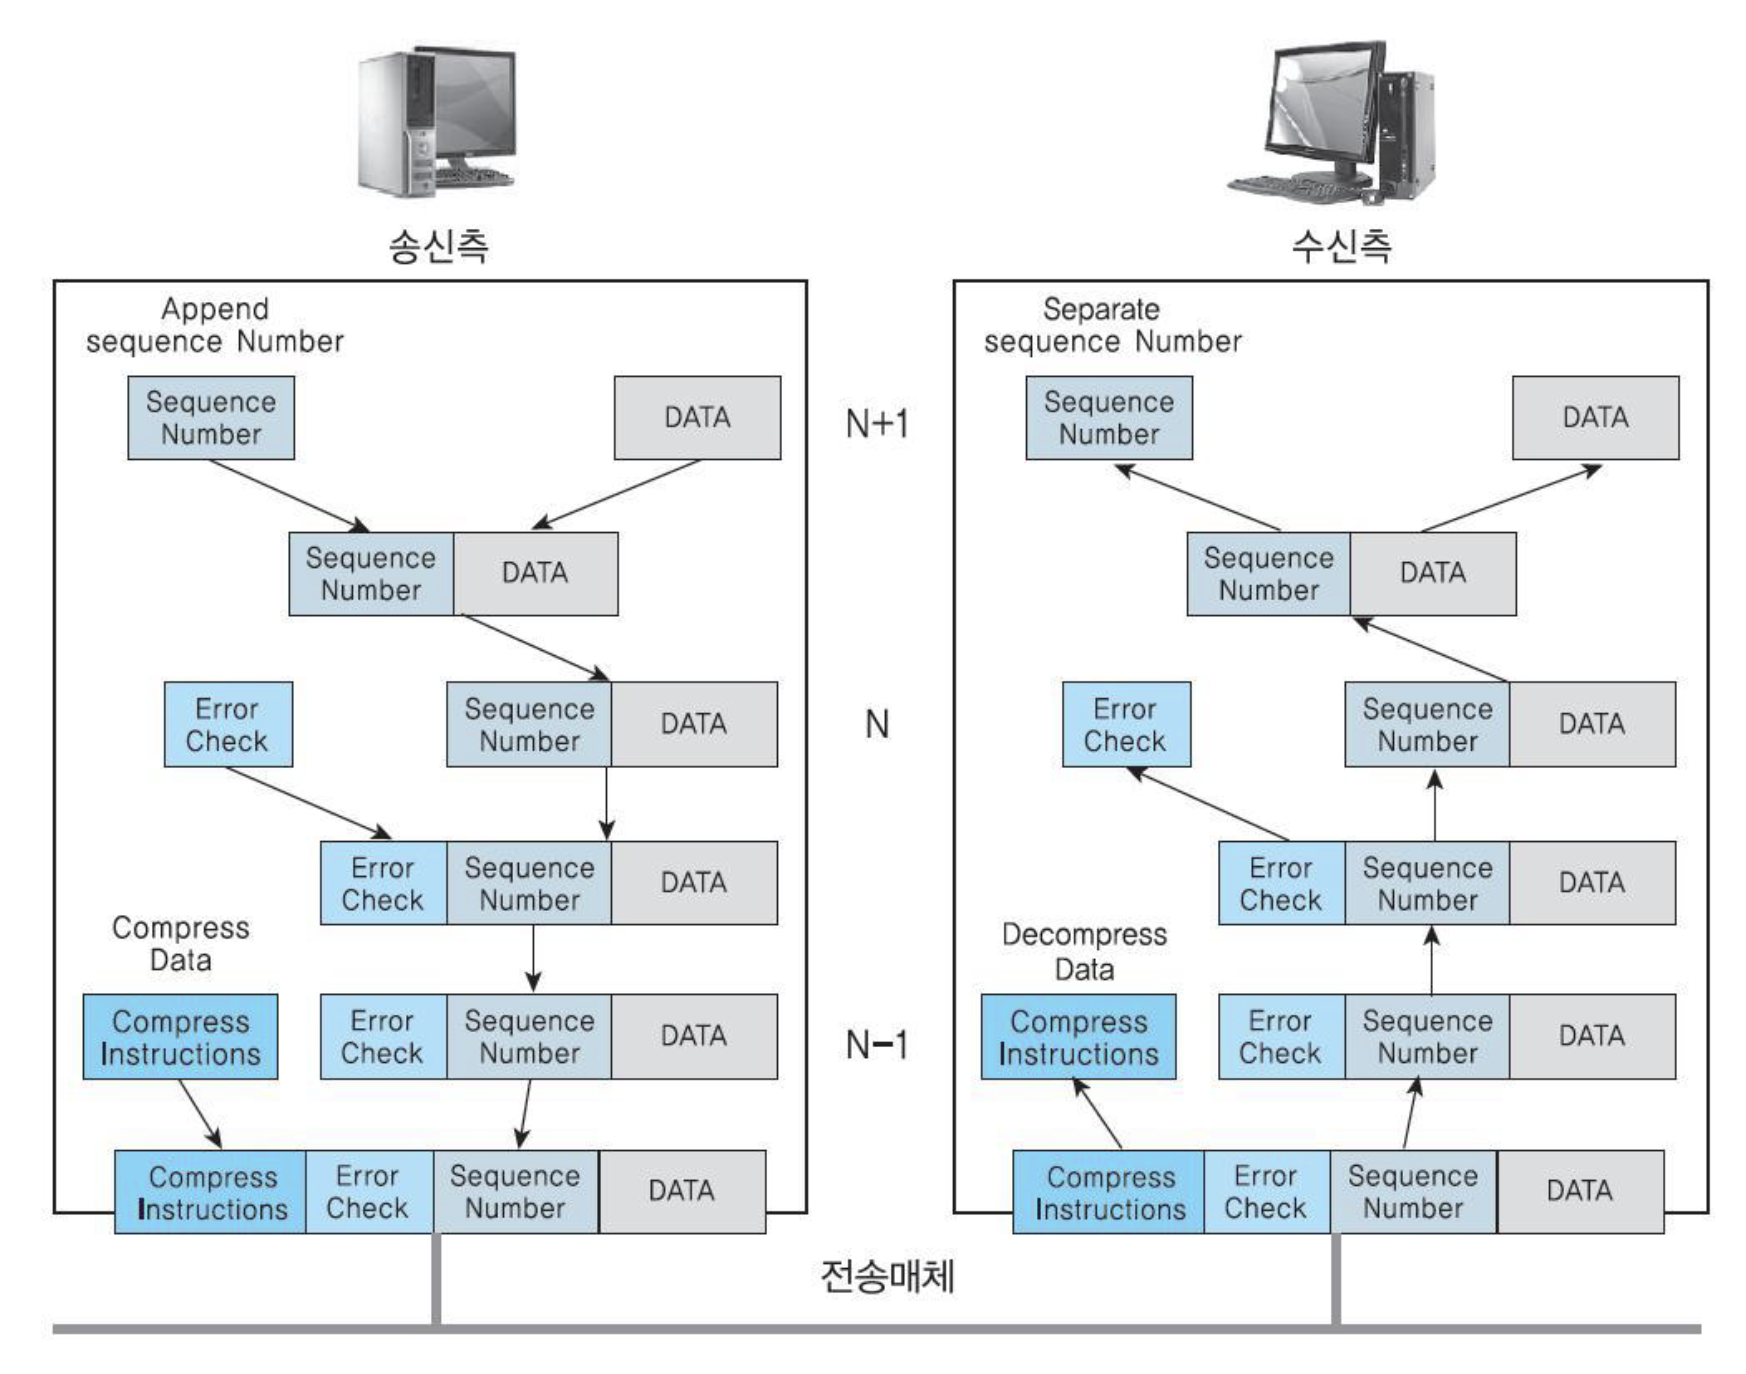 송신측
수신측
Append
sequence Number
Sequence
Number
DATA
Sequence
Number
DATA
Error
Check
Sequence
Number
DATA
Error
Check
Sequence
Number
DATA
Compress
Data
Compress
Instructions
Error
Check
Sequence
Number
DATA
Compress
Instructions
Error
Check
Sequence
Number
DATA
N+1
N
N-1
Separate
sequence Number
Sequence
Number
DATA
Sequence
Number
DATA
Error
Check
Sequence
Number
DATA
Error
Check
Sequence
Number
DATA
Decompress
Data
Compress
Instructions
Error
Check
Sequence
Number
DATA
Compress
Instructions
Error
Check
Sequence
Number
DATA
전송매체